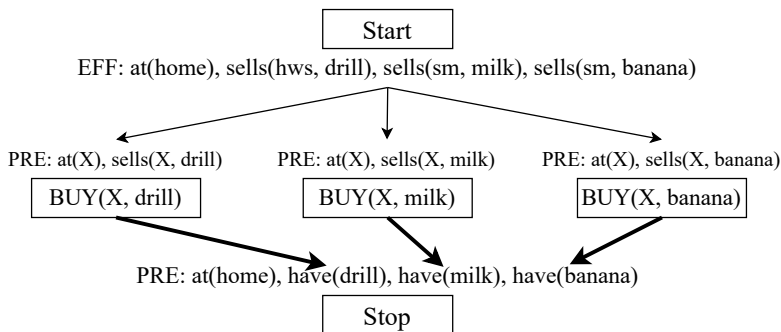 Start
EFF: at(home), sells(hws, drill), sells(sm, milk), sells(sm, banana)
PRE: at(X), sells(X, drill) PRE: at(X), sells(X, milk) PRE: at(X), sells(X, banana)
BUY(X, drill) BUY(X, milk) BUY(X, banana)
PRE: at(home), have(drill), have(milk), have(banana)
Stop